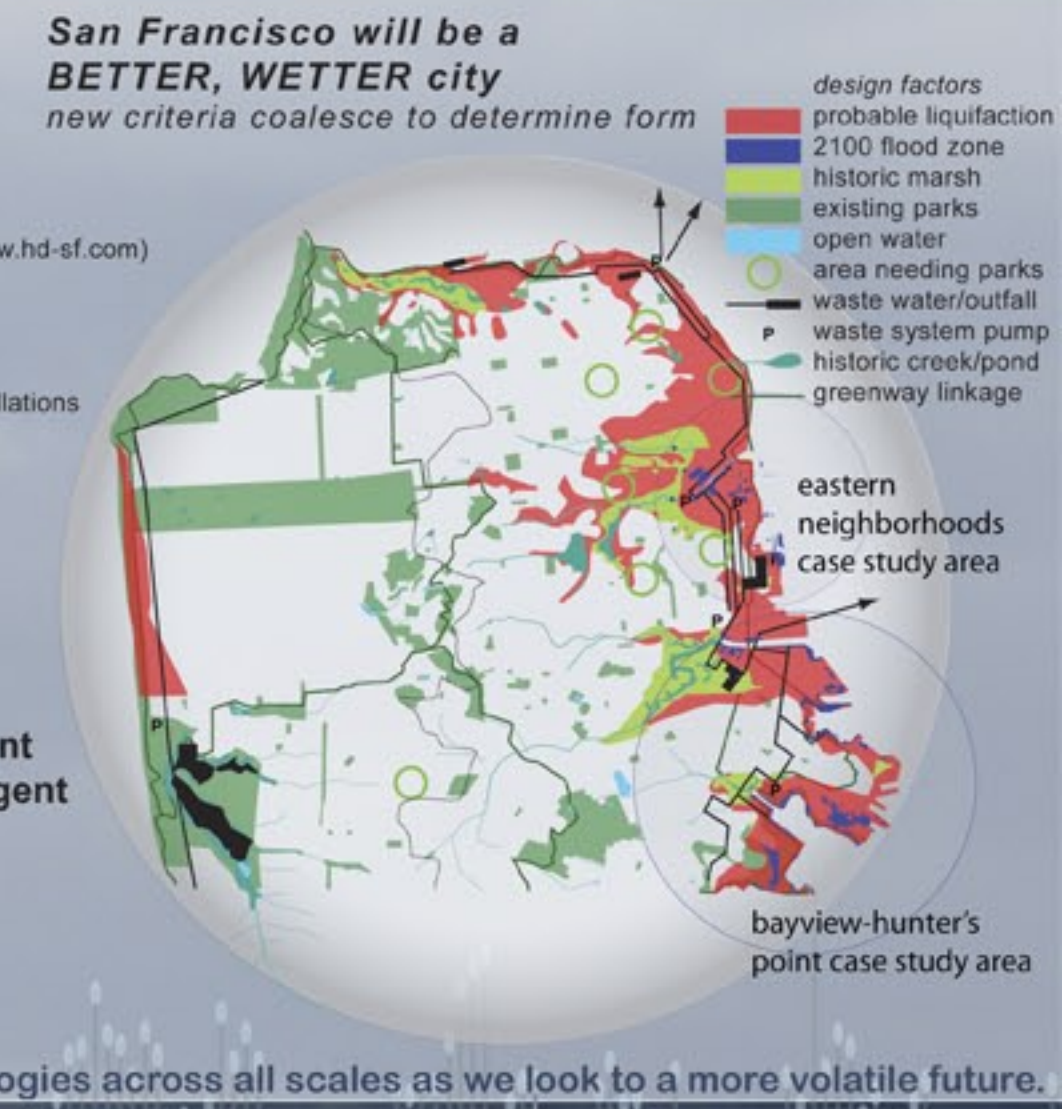 San Francisco will be a
BETTER, WETTER city
new criteria coalesce to determine form
w.hd-sf.com)
llations
nt
gent
design factors
probable liquifaction
2100 flood zone
historic marsh
existing parks
open water
area needing parks
waste water/outfall
P waste system pump
historic creek/pond
greenway linkage
P
P
P
P
P
P
eastern
neighborhoods
case study area
bayview-hunter's
point case study area
ogies across all scales as we look to a more volatile future.